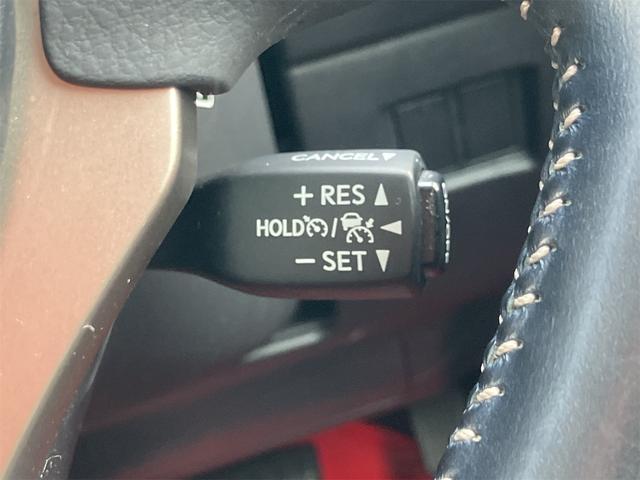 CANCEL▼
+ RES ▲
HOLD / ◀
− SET ▼